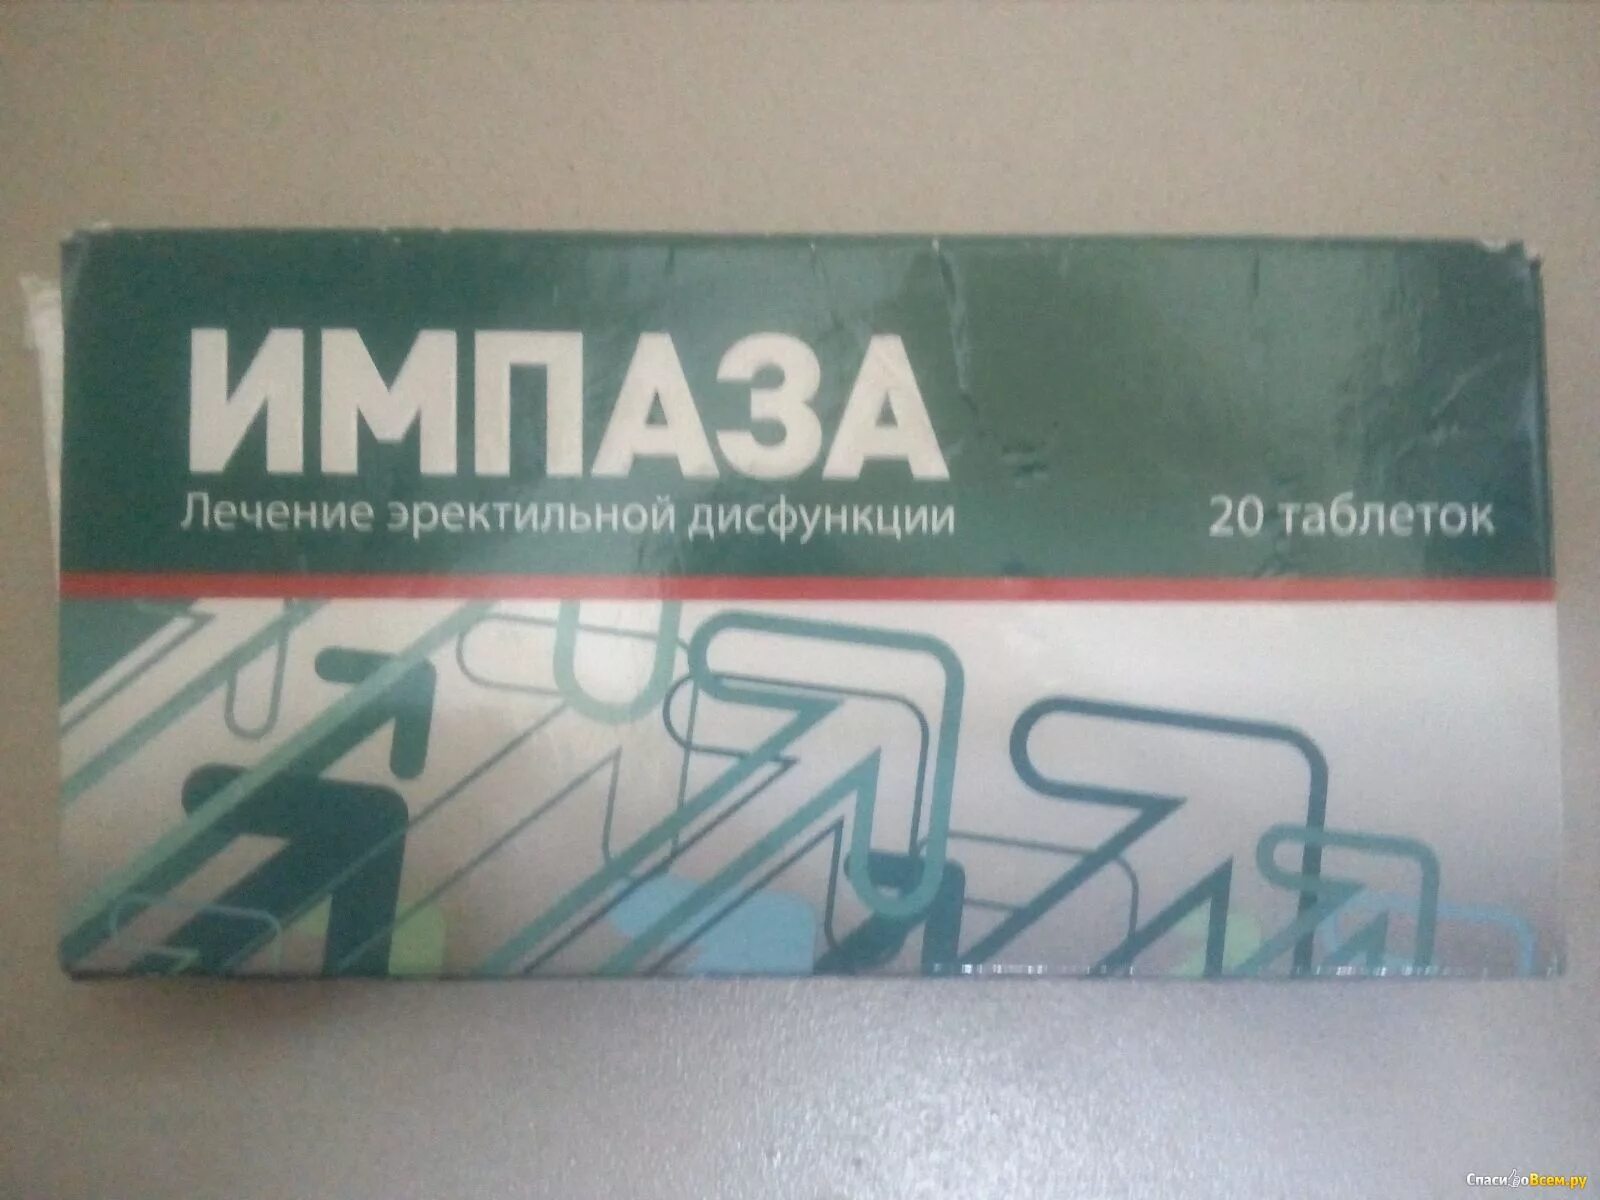 ИМПАЗА
Лечение эректильной дисфункции
20 таблеток
СпасибоВсем.ру